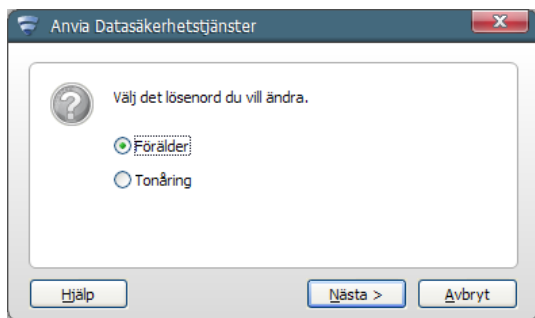 Anvia Datasäkerhetstjänster
Välj det lösenord du vill ändra.
Förälder
Tonåring
Hjälp
Nästa >
Avbryt